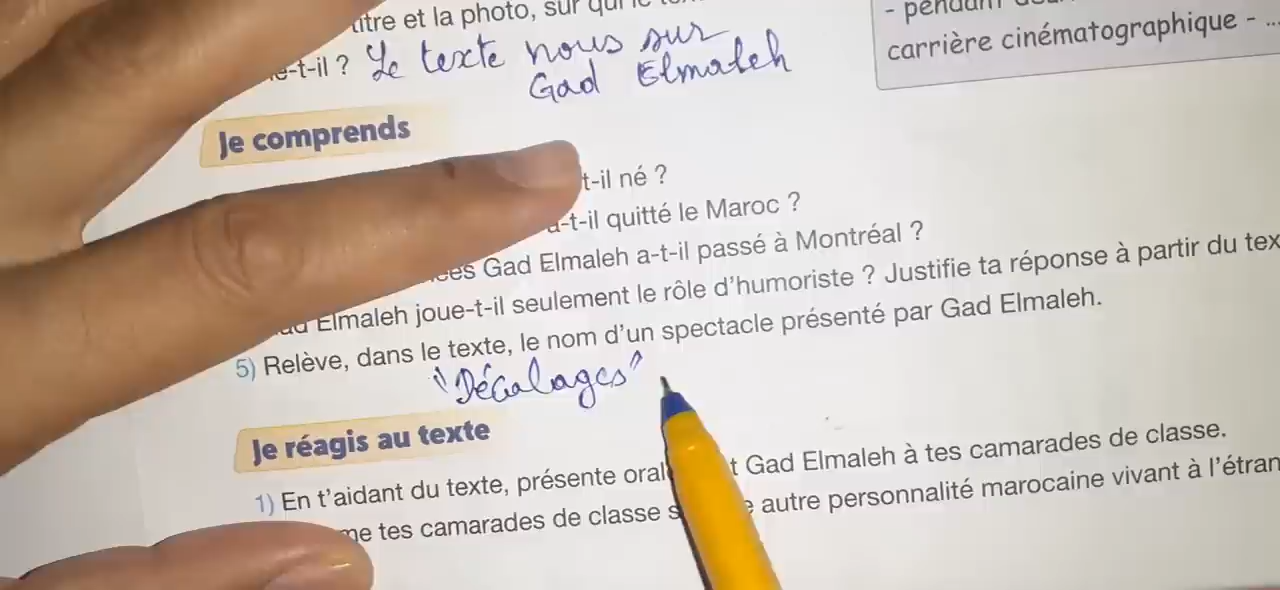 titre et la photo, sur qui le
-t-il ? Le texte nous sur
Gad Elmaleh
- pendant
carrière cinématographique - ...
Je comprends
t-il né ?
a-t-il quitté le Maroc ?
Gad Elmaleh a-t-il passé à Montréal ?
Elmaleh joue-t-il seulement le rôle d'humoriste ? Justifie ta réponse à partir du tex
5) Relève, dans le texte, le nom d'un spectacle présenté par Gad Elmaleh.
"Décalages"
Je réagis au texte
1) En t'aidant du texte, présente oral t Gad Elmaleh à tes camarades de classe.
me tes camarades de classe s e autre personnalité marocaine vivant à l'étran